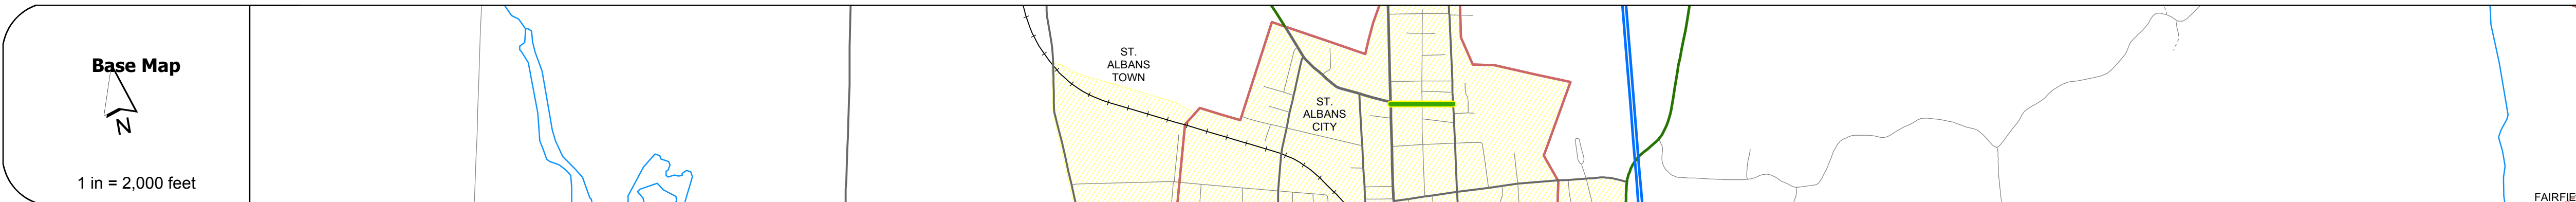 Base Map
N
1 in = 2,000 feet
ST.
ALBANS
TOWN
ST.
ALBANS
CITY